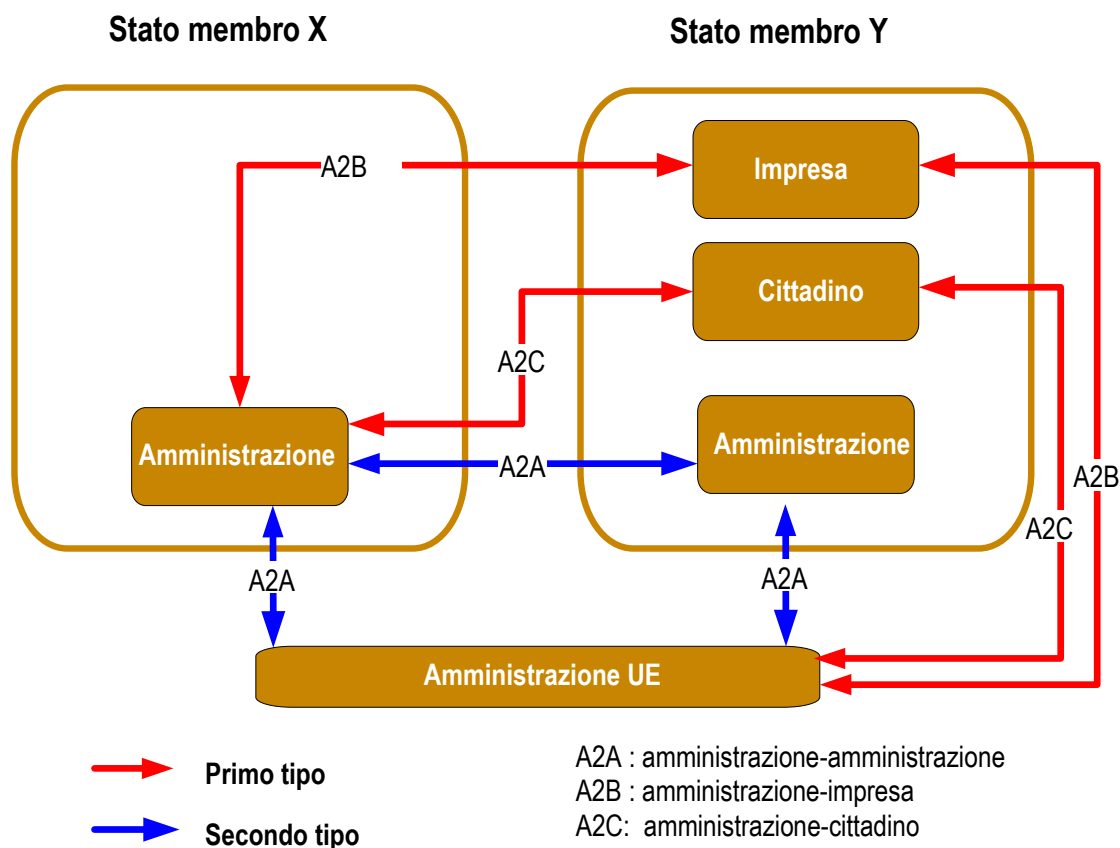 Stato membro X
Stato membro Y
A2B
Impresa
Cittadino
A2C
Amministrazione
Amministrazione
A2A
A2B
A2C
A2A
A2A
Amministrazione UE
Primo tipo
Secondo tipo
A2A : amministrazione-amministrazione
A2B : amministrazione-impresa
A2C: amministrazione-cittadino